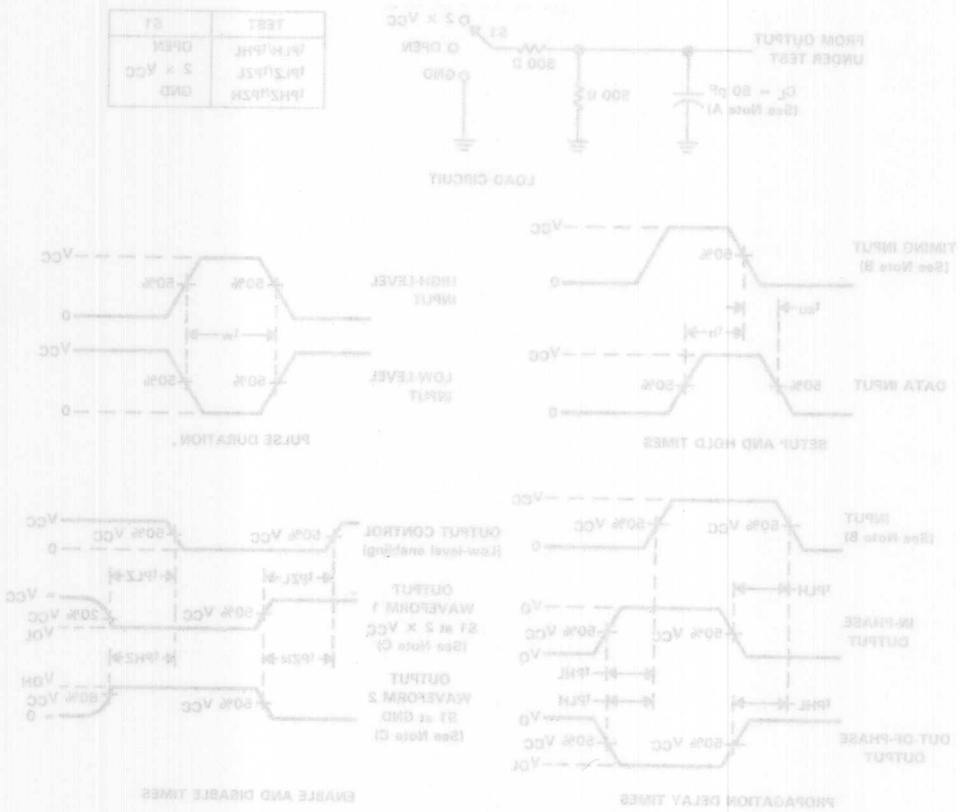 FROM OUTPUT
UNDER TEST
CL = 50 pF
(See Note A)
500 Ω
500 Ω
S1
2 × VCC
OPEN
GND
LOAD CIRCUIT
TEST S1
tPLH/tPHL OPEN
tPLZ/tPZL 2 × VCC
tPHZ/tPZH GND
TIMING INPUT
(See Note B)
50%
VCC
0
tsu
th
DATA INPUT
50%
50%
VCC
0
SETUP AND HOLD TIMES
HIGH-LEVEL
INPUT
50%
50%
VCC
0
tw
LOW-LEVEL
INPUT
50%
50%
VCC
0
PULSE DURATION
INPUT
(See Note B)
50% VCC
50% VCC
VCC
0
tPLH
tPHL
IN-PHASE
OUTPUT
50% VCC
50% VCC
tPHL
tPLH
OUT-OF-PHASE
OUTPUT
50% VCC
50% VCC
VOL
PROPAGATION DELAY TIMES
OUTPUT CONTROL
(Low-level enabling)
50% VCC
50% VCC
VCC
0
tPZL
tPLZ
OUTPUT
WAVEFORM 1
S1 at 2 × VCC
(See Note C)
50% VCC
20% VCC
VCC
VOL
tPZH
tPHZ
OUTPUT
WAVEFORM 2
S1 at GND
(See Note C)
50% VCC
80% VCC
VOH
0
ENABLE AND DISABLE TIMES